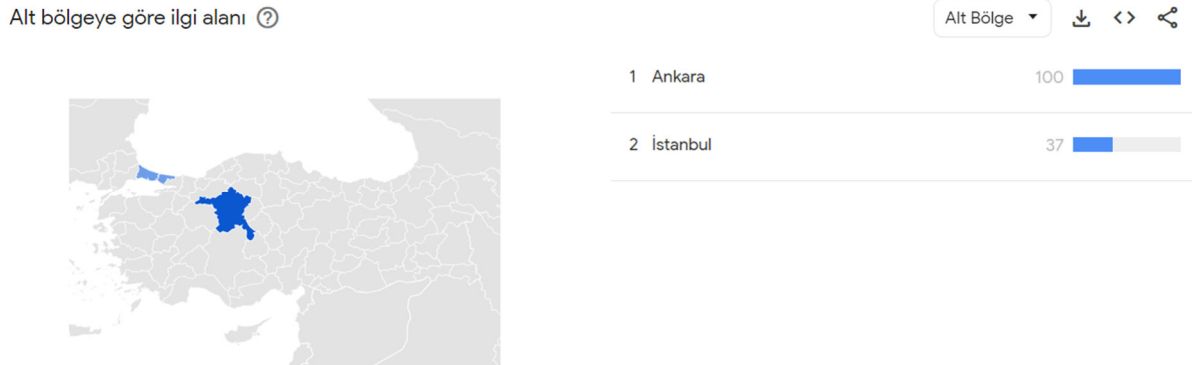 Alt bölgeye göre ilgi alanı ?
Alt Bölge
1 Ankara 100
2 İstanbul 37